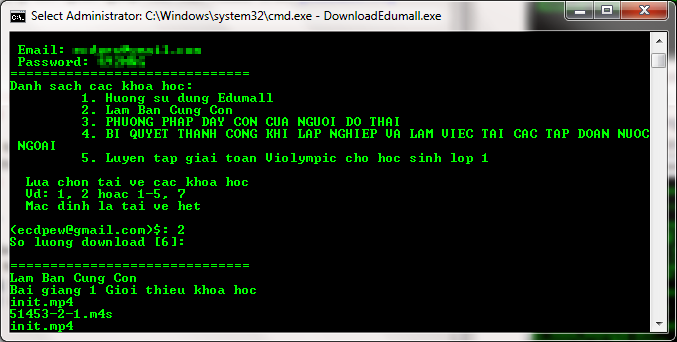 Select Administrator: C:\Windows\system32\cmd.exe - DownloadEdumall.exe
Email:
Password:
==============================
Danh sach cac khoa hoc:
1. Huong su dung Edumall
2. Lam Ban Cung Con
3. PHUONG PHAP DAY CON CUA NGUOI DO THAI
4. BI QUYET THANH CONG KHI LAP NGHIEP VA LAM VIEC TAI CAC TAP DOAN NUOC
NGOAI
5. Luyen tap giai toan Violympic cho hoc sinh lop 1
Lua chon tai ve cac khoa hoc
Vd: 1, 2 hoac 1-5, 7
Mac dinh la tai ve het
(ecdpew@gmail.com)$: 2
So luong download [6]:
==============================
Lam Ban Cung Con
Bai giang 1 Gioi thieu khoa hoc
init.mp4
51453-2-1.m4s
init.mp4